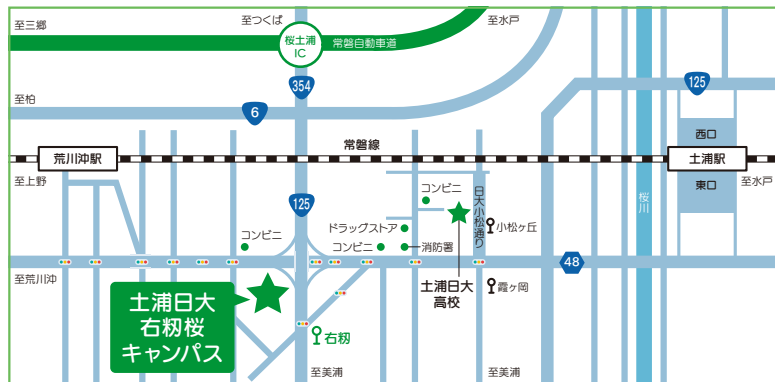 至三郷
至つくば
至水戸
桜土浦
IC
常磐自動車道
354
125
至柏
6
常磐線
西口
荒川沖駅
土浦駅
至上野
東口
至水戸
コンビニ
日大小松通り
桜川
125
ドラッグストア
小松ヶ丘
コンビニ
コンビニ
消防署
48
至荒川沖
土浦日大
高校
霞ヶ岡
土浦日大
右籾桜
キャンパス
右籾
至美浦
至美浦